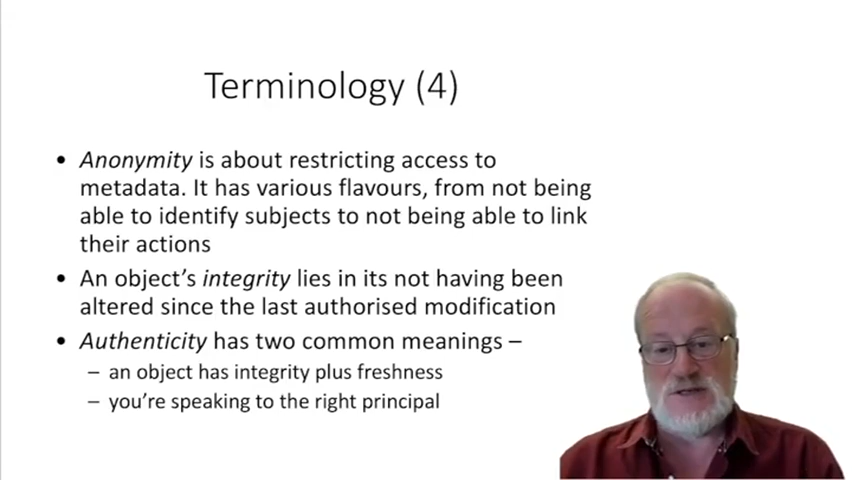 Terminology (4)
• Anonymity is about restricting access to
metadata. It has various flavours, from not being
able to identify subjects to not being able to link
their actions
• An object’s integrity lies in its not having been
altered since the last authorised modification
• Authenticity has two common meanings –
– an object has integrity plus freshness
– you’re speaking to the right principal